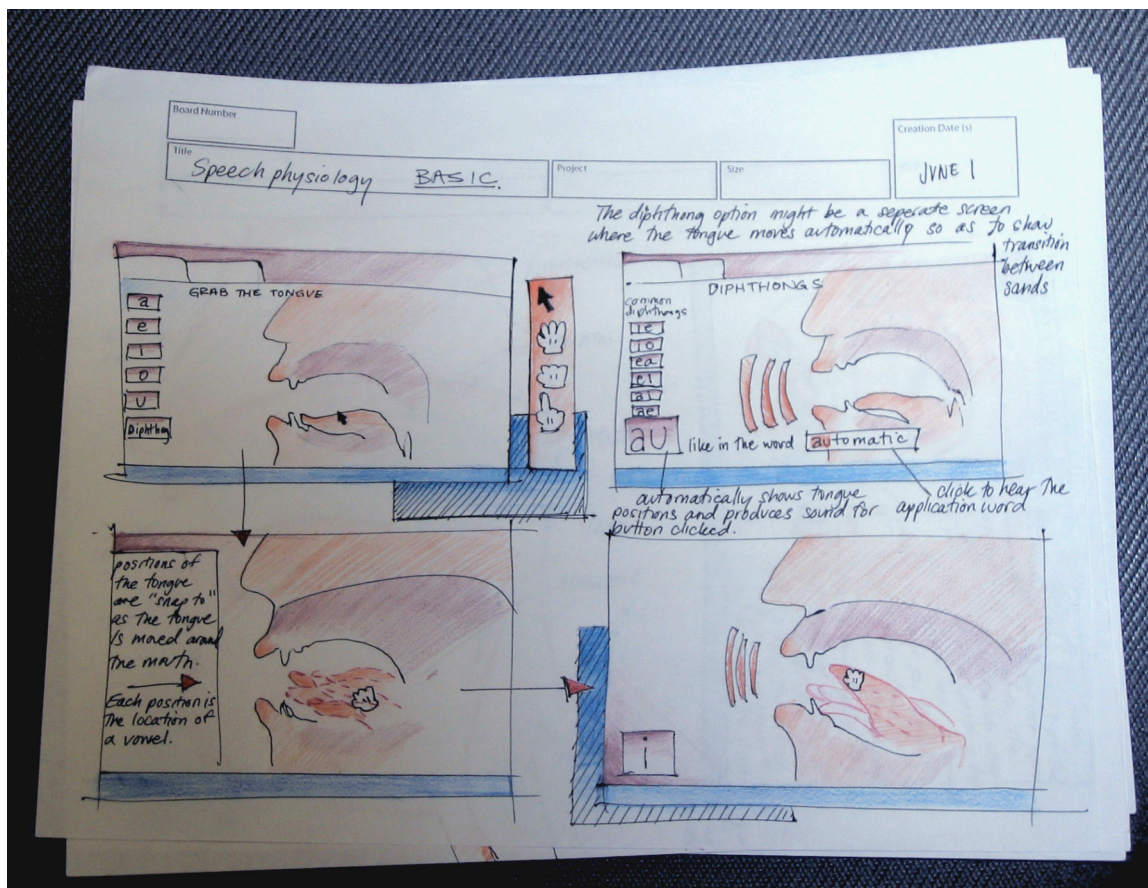 Board Number
Title
Speech physiology BASIC.
Project
Size
Creation Date (s)
JUNE 1
The diphthong option might be a seperate screen
where the tongue moves automatically so as to show
transition
between
sands
GRAB THE TONGUE
a
e
i
o
u
Diphthong
DIPHTHONGS
common
diphthongs
ie
io
ea
ei
ai
ae
au like in the word automatic
automatically shows tongue
positions and produces sound for
button clicked.
click to hear the
application word
positions of
the tongue
are "snap to"
as the tongue
is moved around
the mouth.
Each position is
the location of
a vowel.
i